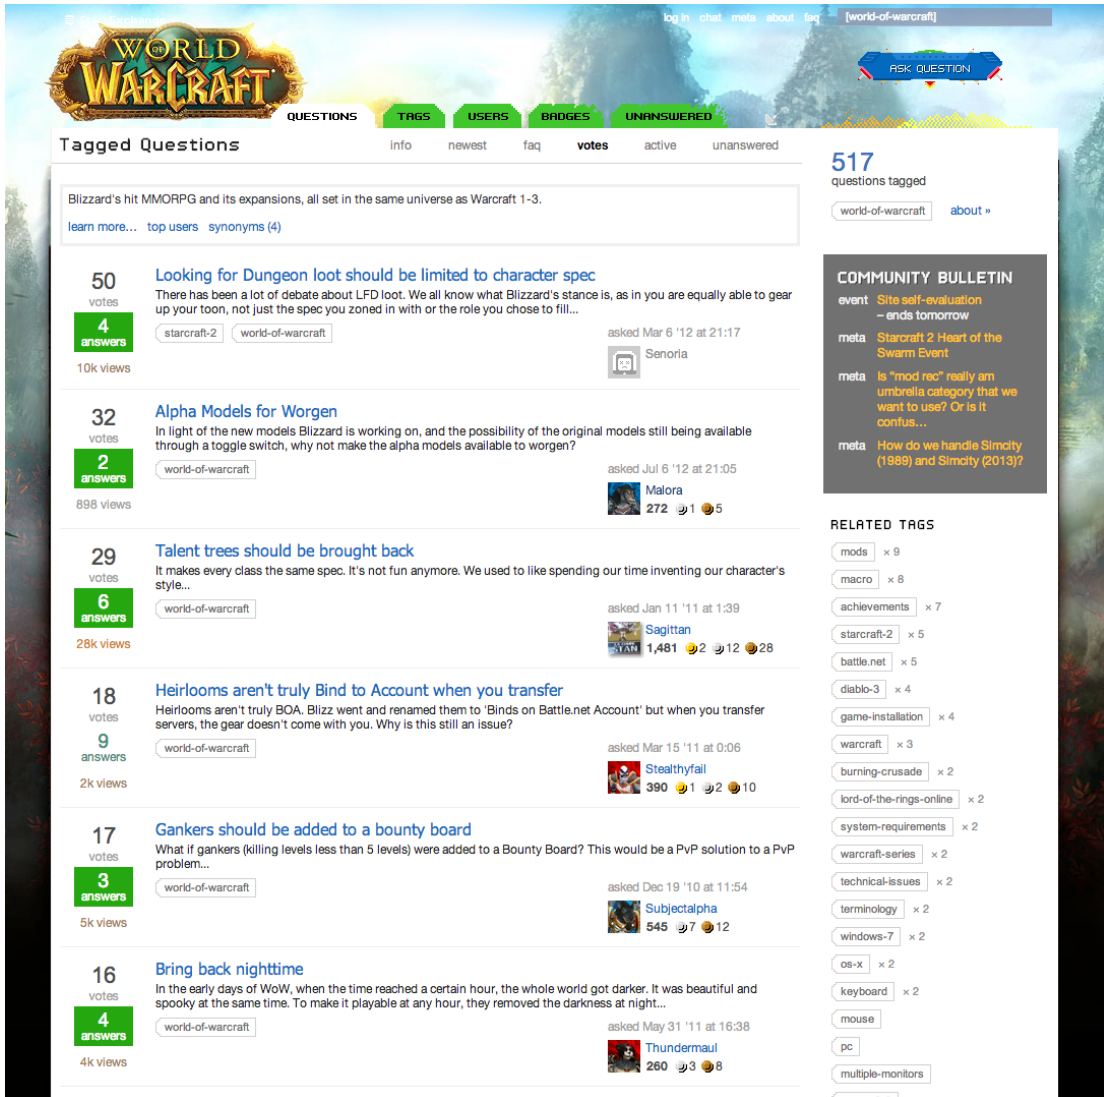 log in chat meta about faq [world-of-warcraft]
WORLD OF WARCRAFT
ASK QUESTION
QUESTIONS TAGS USERS BADGES UNANSWERED
Tagged Questions info newest faq votes active unanswered
Blizzard's hit MMORPG and its expansions, all set in the same universe as Warcraft 1-3.
learn more... top users synonyms (4)
50
votes
4
answers
10k views
Looking for Dungeon loot should be limited to character spec
There has been a lot of debate about LFD loot. We all know what Blizzard's stance is, as in you are equally able to gear
up your toon, not just the spec you zoned in with or the role you chose to fill...
starcraft-2 world-of-warcraft
asked Mar 6 '12 at 21:17
Senoria
32
votes
2
answers
898 views
Alpha Models for Worgen
In light of the new models Blizzard is working on, and the possibility of the original models still being available
through a toggle switch, why not make the alpha models available to worgen?
world-of-warcraft
asked Jul 6 '12 at 21:05
Malora
272 1 5
29
votes
6
answers
28k views
Talent trees should be brought back
It makes every class the same spec. It's not fun anymore. We used to like spending our time inventing our character's
style...
world-of-warcraft
asked Jan 11 '11 at 1:39
Sagittan
1,481 2 12 28
18
votes
9
answers
2k views
Heirlooms aren't truly Bind to Account when you transfer
Heirlooms aren't truly BOA. Blizz went and renamed them to 'Binds on Battle.net Account' but when you transfer
servers, the gear doesn't come with you. Why is this still an issue?
world-of-warcraft
asked Mar 15 '11 at 0:06
Stealthyfail
390 1 2 10
17
votes
3
answers
5k views
Gankers should be added to a bounty board
What if gankers (killing levels less than 5 levels) were added to a Bounty Board? This would be a PvP solution to a PvP
problem...
world-of-warcraft
asked Dec 19 '10 at 11:54
Subjectalpha
545 7 12
16
votes
4
answers
4k views
Bring back nighttime
In the early days of WoW, when the time reached a certain hour, the whole world got darker. It was beautiful and
spooky at the same time. To make it playable at any hour, they removed the darkness at night...
world-of-warcraft
asked May 31 '11 at 16:38
Thundermaul
260 3 8
517
questions tagged
world-of-warcraft about »
COMMUNITY BULLETIN
event Site self-evaluation
– ends tomorrow
meta Starcraft 2 Heart of the
Swarm Event
meta Is "mod rec" really am
umbrella category that we
want to use? Or is it
confus...
meta How do we handle Simcity
(1989) and Simcity (2013)?
RELATED TAGS
mods × 9
macro × 8
achievements × 7
starcraft-2 × 5
battle.net × 5
diablo-3 × 4
game-installation × 4
warcraft × 3
burning-crusade × 2
lord-of-the-rings-online × 2
system-requirements × 2
warcraft-series × 2
technical-issues × 2
terminology × 2
windows-7 × 2
os-x × 2
keyboard × 2
mouse
pc
multiple-monitors